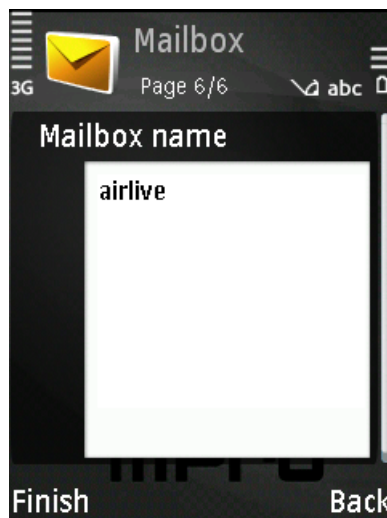 Mailbox
3G
Page 6/6
abc
Mailbox name
airlive
Finish
Back